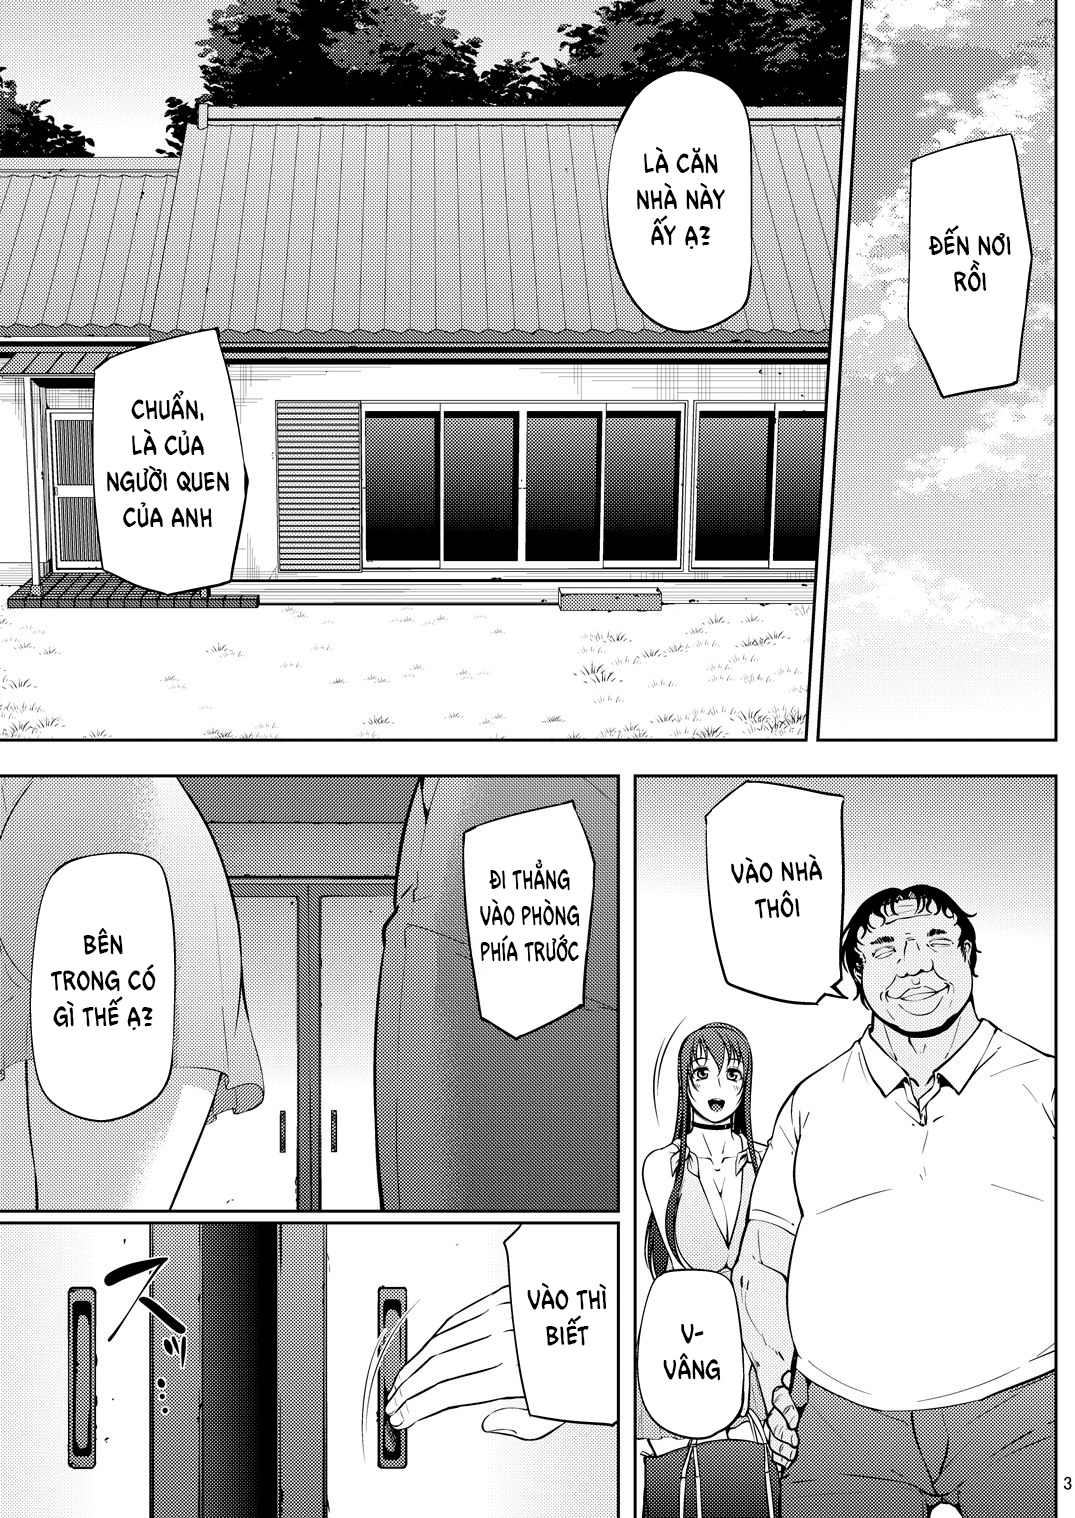 ĐẾN NƠI
RỒI
LÀ CĂN
NHÀ NÀY
ẤY Ạ?
CHUẨN,
LÀ CỦA
NGƯỜI QUEN
CỦA ANH
VÀO NHÀ
THÔI
V-
VÂNG
ĐI THẲNG
VÀO PHÒNG
PHÍA TRƯỚC
BÊN
TRONG CÓ
GÌ THẾ Ạ?
VÀO THÌ
BIẾT
3